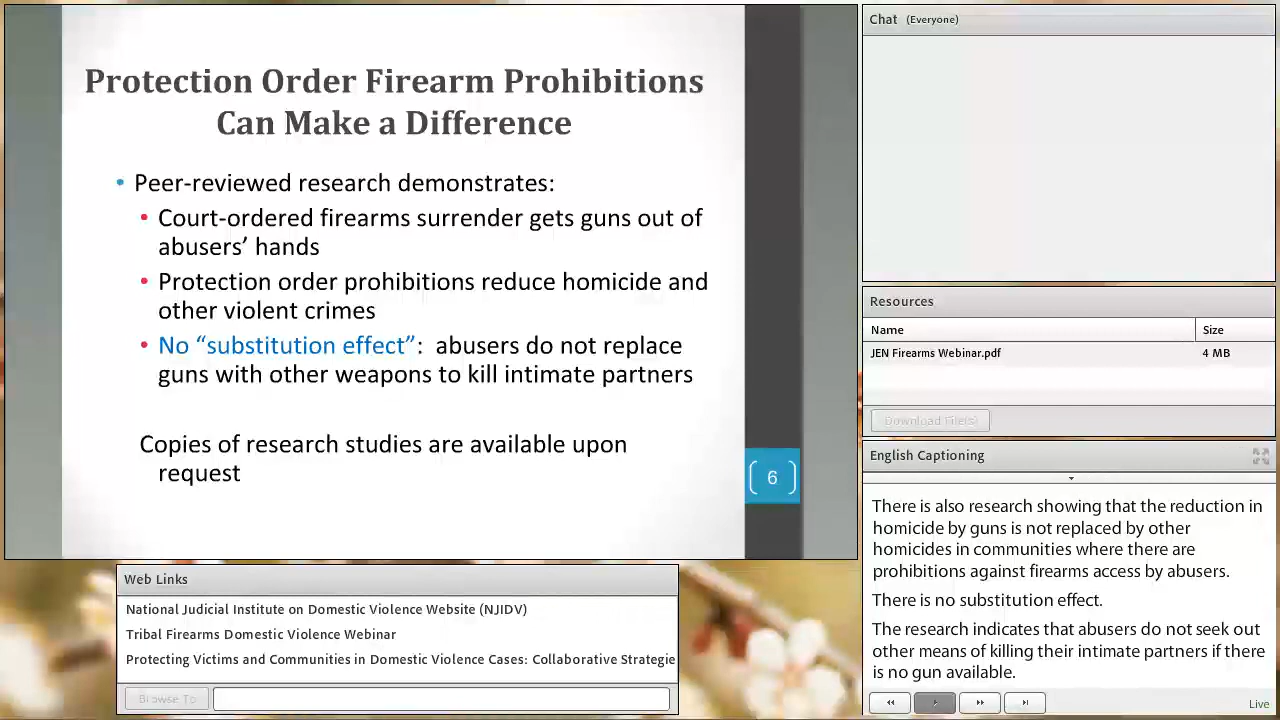 Protection Order Firearm Prohibitions
Can Make a Difference
• Peer-reviewed research demonstrates:
• Court-ordered firearms surrender gets guns out of
abusers’ hands
• Protection order prohibitions reduce homicide and
other violent crimes
• No “substitution effect”: abusers do not replace
guns with other weapons to kill intimate partners
Copies of research studies are available upon
request
6
Web Links
National Judicial Institute on Domestic Violence Website (NJIDV)
Tribal Firearms Domestic Violence Webinar
Protecting Victims and Communities in Domestic Violence Cases: Collaborative Strategie
Browse To
Chat (Everyone)
Resources
Name Size
JEN Firearms Webinar.pdf 4 MB
Download File(s)
English Captioning
There is also research showing that the reduction in
homicide by guns is not replaced by other
homicides in communities where there are
prohibitions against firearms access by abusers.
There is no substitution effect.
The research indicates that abusers do not seek out
other means of killing their intimate partners if there
is no gun available.
Live